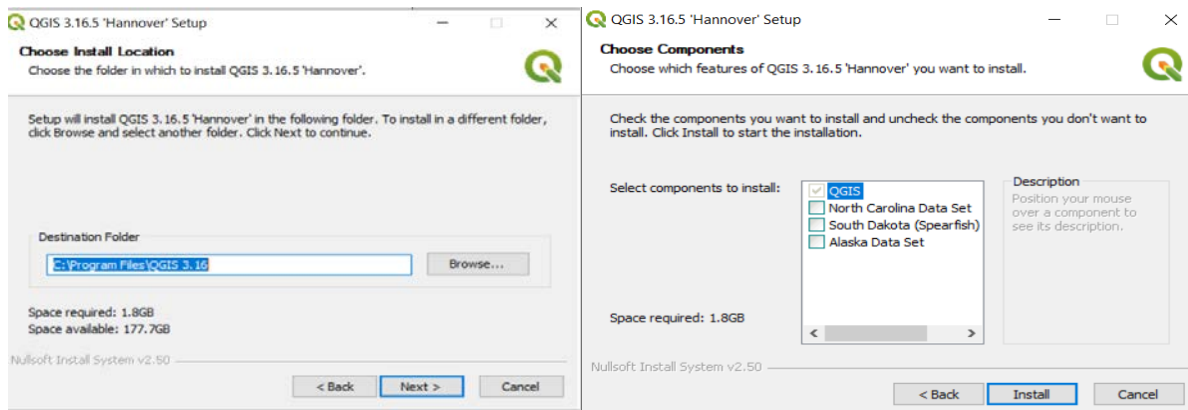 QGIS 3.16.5 'Hannover' Setup
Choose Install Location
Choose the folder in which to install QGIS 3.16.5 'Hannover'.
Setup will install QGIS 3.16.5 'Hannover' in the following folder. To install in a different folder,
click Browse and select another folder. Click Next to continue.
Destination Folder
C:\Program Files\QGIS 3.16
Browse...
Space required: 1.8GB
Space available: 177.7GB
Nullsoft Install System v2.50
< Back
Next >
Cancel
QGIS 3.16.5 'Hannover' Setup
Choose Components
Choose which features of QGIS 3.16.5 'Hannover' you want to install.
Check the components you want to install and uncheck the components you don't want to
install. Click Install to start the installation.
Select components to install:
QGIS
North Carolina Data Set
South Dakota (Spearfish)
Alaska Data Set
Description
Position your mouse
over a component to
see its description.
Space required: 1.8GB
Nullsoft Install System v2.50
< Back
Install
Cancel